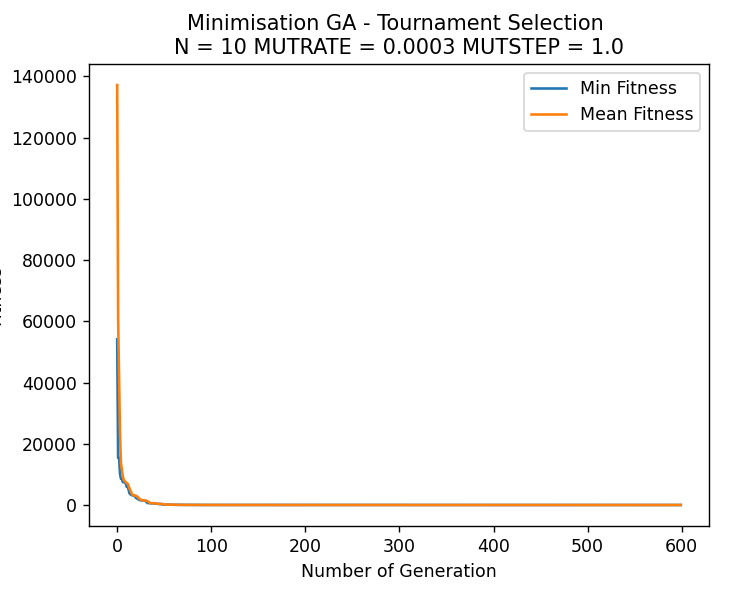 Minimisation GA - Tournament Selection
N = 10 MUTRATE = 0.0003 MUTSTEP = 1.0
Min Fitness
Mean Fitness
140000
120000
100000
80000
60000
40000
20000
0
0 100 200 300 400 500 600
Number of Generation